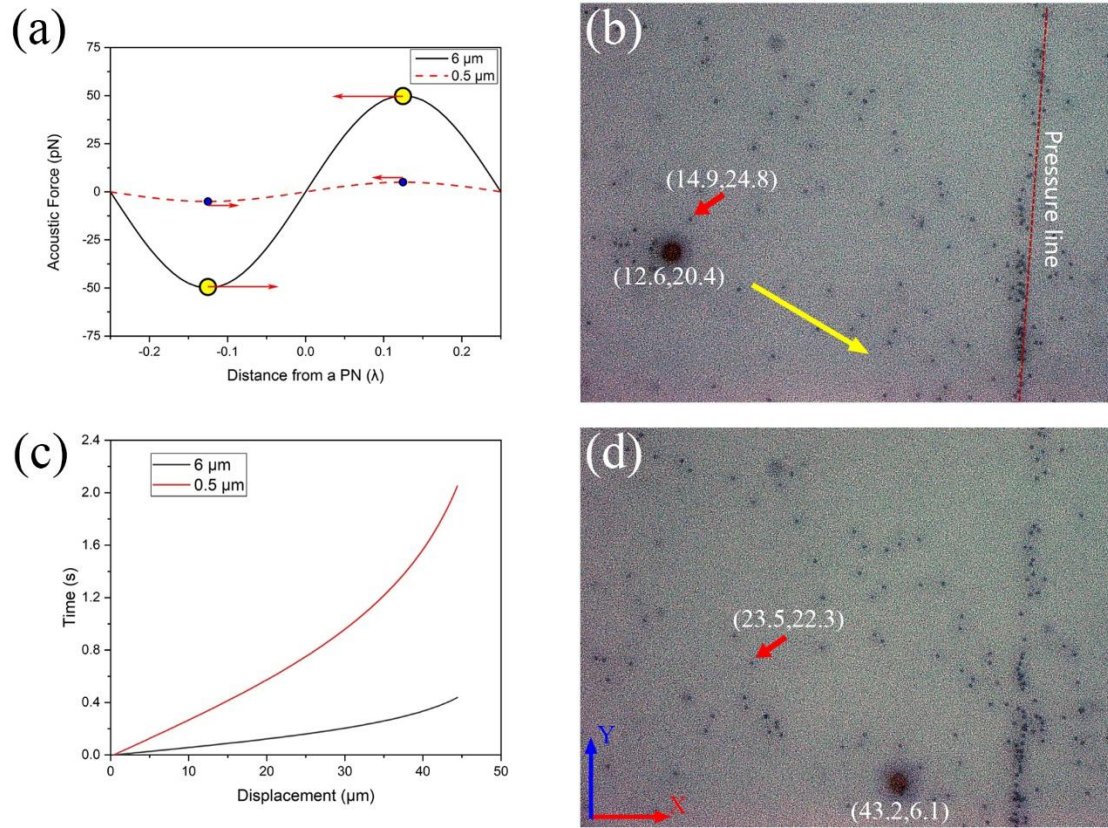 (a)
75
50
25
0
-25
-50
-75
Acoustic Force (pN)
6 µm
0.5 µm
-0.2
-0.1
0.0
0.1
0.2
Distance from a PN (λ)
(b)
(14.9,24.8)
(12.6,20.4)
Pressure line
(c)
2.4
2.0
1.6
1.2
0.8
0.4
0.0
Time (s)
6 µm
0.5 µm
0
10
20
30
40
50
Displacement (µm)
(d)
(23.5,22.3)
Y
X
(43.2,6.1)